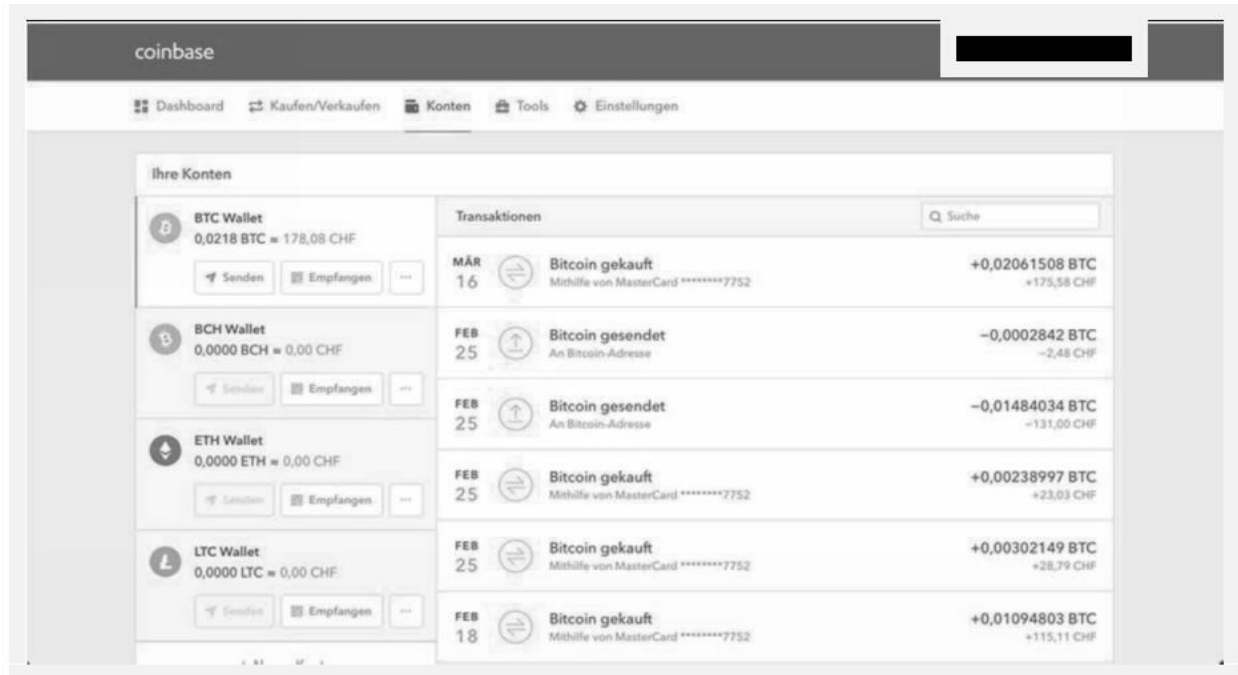 coinbase
Dashboard Kaufen/Verkaufen Konten Tools Einstellungen
Ihre Konten
BTC Wallet
0,0218 BTC ≈ 178,08 CHF
Senden Empfangen ...
BCH Wallet
0,0000 BCH ≈ 0,00 CHF
Senden Empfangen ...
ETH Wallet
0,0000 ETH ≈ 0,00 CHF
Senden Empfangen ...
LTC Wallet
0,0000 LTC ≈ 0,00 CHF
Senden Empfangen ...
Transaktionen
Suche
MÄR
16
Bitcoin gekauft
Mithilfe von MasterCard ********7752
+0,02061508 BTC
+175,58 CHF
FEB
25
Bitcoin gesendet
An Bitcoin-Adresse
−0,0002842 BTC
−2,48 CHF
FEB
25
Bitcoin gesendet
An Bitcoin-Adresse
−0,01484034 BTC
−131,00 CHF
FEB
25
Bitcoin gekauft
Mithilfe von MasterCard ********7752
+0,00238997 BTC
+23,03 CHF
FEB
25
Bitcoin gekauft
Mithilfe von MasterCard ********7752
+0,00302149 BTC
+28,79 CHF
FEB
18
Bitcoin gekauft
Mithilfe von MasterCard ********7752
+0,01094803 BTC
+115,11 CHF